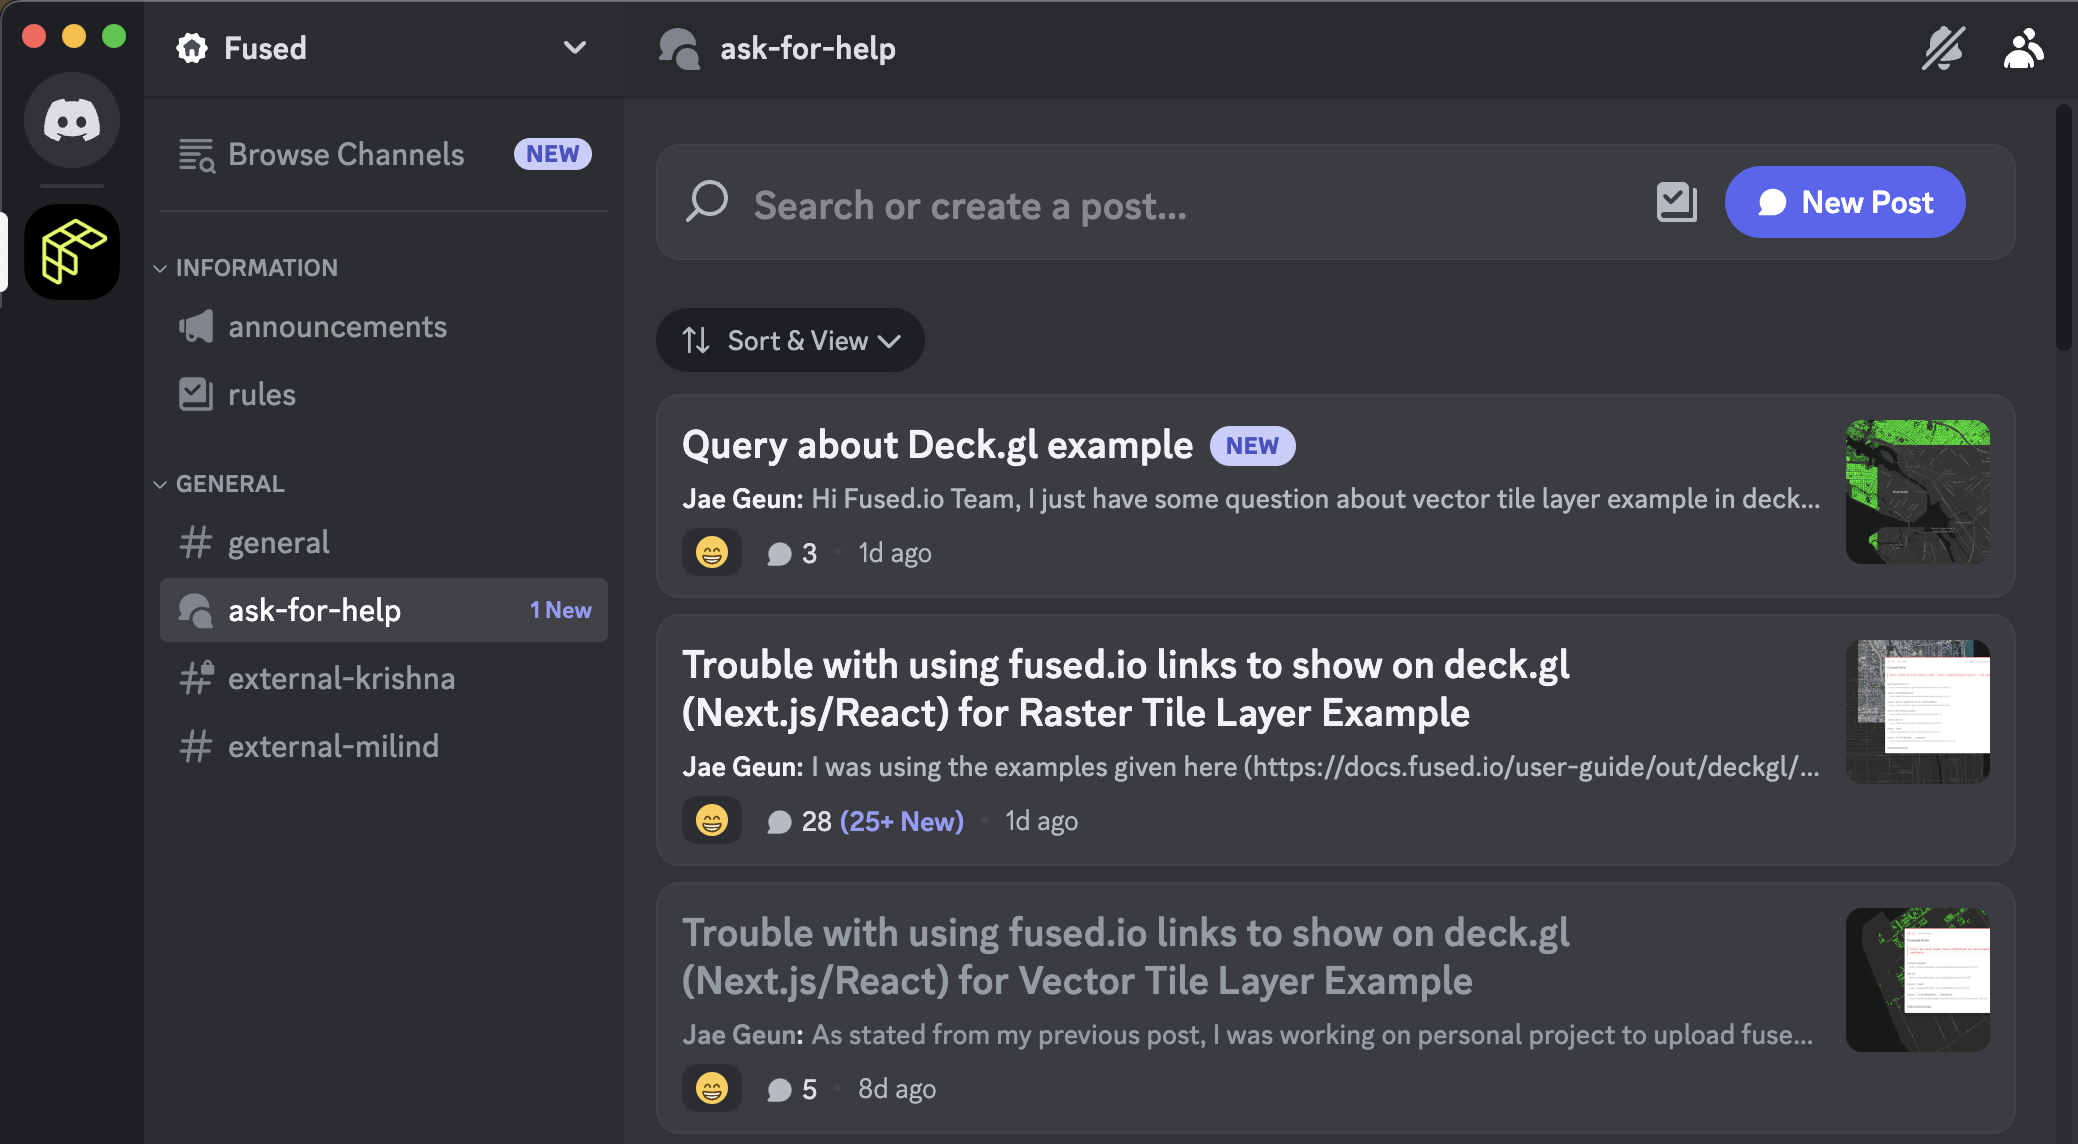 Fused
Browse Channels NEW
INFORMATION
announcements
rules
GENERAL
general
ask-for-help 1 New
external-krishna
external-milind
ask-for-help
Search or create a post...
New Post
Sort & View
Query about Deck.gl example NEW
Jae Geun: Hi Fused.io Team, I just have some question about vector tile layer example in deck...
3 • 1d ago
Trouble with using fused.io links to show on deck.gl
(Next.js/React) for Raster Tile Layer Example
Jae Geun: I was using the examples given here (https://docs.fused.io/user-guide/out/deckgl/...
28 (25+ New) • 1d ago
Trouble with using fused.io links to show on deck.gl
(Next.js/React) for Vector Tile Layer Example
Jae Geun: As stated from my previous post, I was working on personal project to upload fuse...
5 • 8d ago